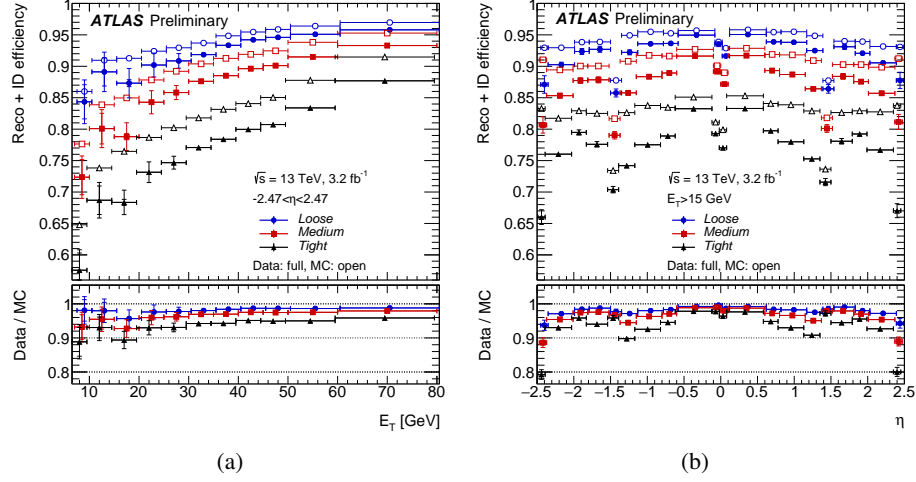 ATLAS Preliminary
Reco + ID efficiency
1
0.95
0.9
0.85
0.8
0.75
0.7
0.65
0.6
√s = 13 TeV, 3.2 fb-1
-2.47<η<2.47
Loose
Medium
Tight
Data: full, MC: open
Data / MC
1
0.9
0.8
10 20 30 40 50 60 70 80
ET [GeV]
(a)
ATLAS Preliminary
Reco + ID efficiency
1
0.95
0.9
0.85
0.8
0.75
0.7
0.65
0.6
√s = 13 TeV, 3.2 fb-1
ET>15 GeV
Loose
Medium
Tight
Data: full, MC: open
Data / MC
1
0.9
0.8
−2.5 −2 −1.5 −1 −0.5 0 0.5 1 1.5 2 2.5
η
(b)